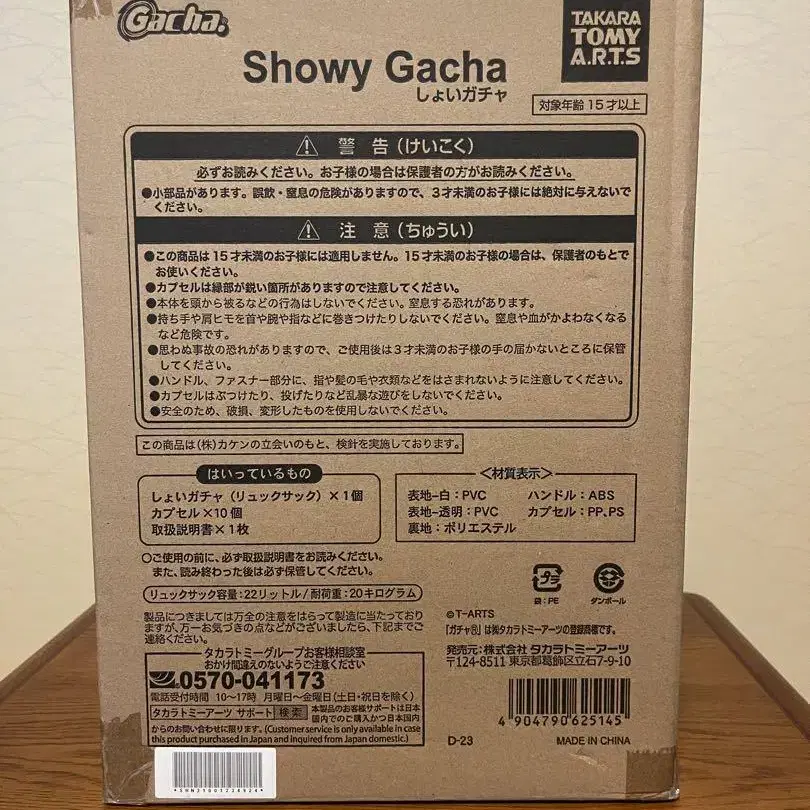 Gacha.
TAKARA
TOMY
A.R.T.S
Showy Gacha
しょいガチャ
対象年齢15才以上
警告(けいこく)
必ずお読みください。お子様の場合は保護者の方がお読みください。
●小部品があります。誤飲・窒息の危険がありますので、3才未満のお子様には絶対に与えないで
ください。
注意(ちゅうい)
●この商品は15才未満のお子様には適用しません。15才未満のお子様の場合は、保護者のもとで
お使いください。
●カプセルは縁部が鋭い箇所がありますので注意してください。
●本体を頭から被るなどの行為はしないでください。窒息する恐れがあります。
●持ち手や肩ヒモを首や腕や指などに巻きつけたりしないでください。窒息や血がかよわなくなる
など危険です。
●思わぬ事故の恐れがありますので、ご使用後は3才未満のお子様の手の届かないところに保管
してください。
●ハンドル、ファスナー部分に、指や髪の毛や衣類などをはさまれないように注意してください。
●カプセルはぶつけたり、投げたりなど乱暴な遊びをしないでください。
●安全のため、破損、変形したものを使用しないでください。
この商品は(株)カケンの立会いのもと、検針を実施しております。
はいっているもの
しょいガチャ(リュックサック)×1個
カプセル×10個
取扱説明書×1枚
<材質表示>
表地−白:PVC ハンドル:ABS
表地−透明:PVC カプセル:PP、PS
裏地:ポリエステル
○ご使用の前に、必ず取扱説明書をお読みください。
また、読み終わった後は必ず保管してください。
リュックサック容量:22リットル/耐荷重:20キログラム
プラ
袋:PE
ダンボール
製品につきましては万全の注意をはらって製造に当たっており
ますが、万一お気づきの点などがございましたら、下記までご
連絡ください。
タカラトミーグループお客様相談室
おかけ間違えのないようご注意ください
0570-041173
電話受付時間 10〜17時 月曜日〜金曜日(土・日・祝日を除く)
タカラトミーアーツ サポート 検索
本製品のお客様サポートは日本
国内でのご購入かつ日本国内
からのお問い合わせに限ります。(Customer service is only available in case
this product purchased in Japan and inquired from Japan domestic.)
©T-ARTS
「ガチャ®」は㈱タカラトミーアーツの登録商標です。
発売元:株式会社 タカラトミーアーツ
〒124-8511 東京都葛飾区立石7-9-10
4 904790 625145
D-23
MADE IN CHINA
*SHN21001224924*